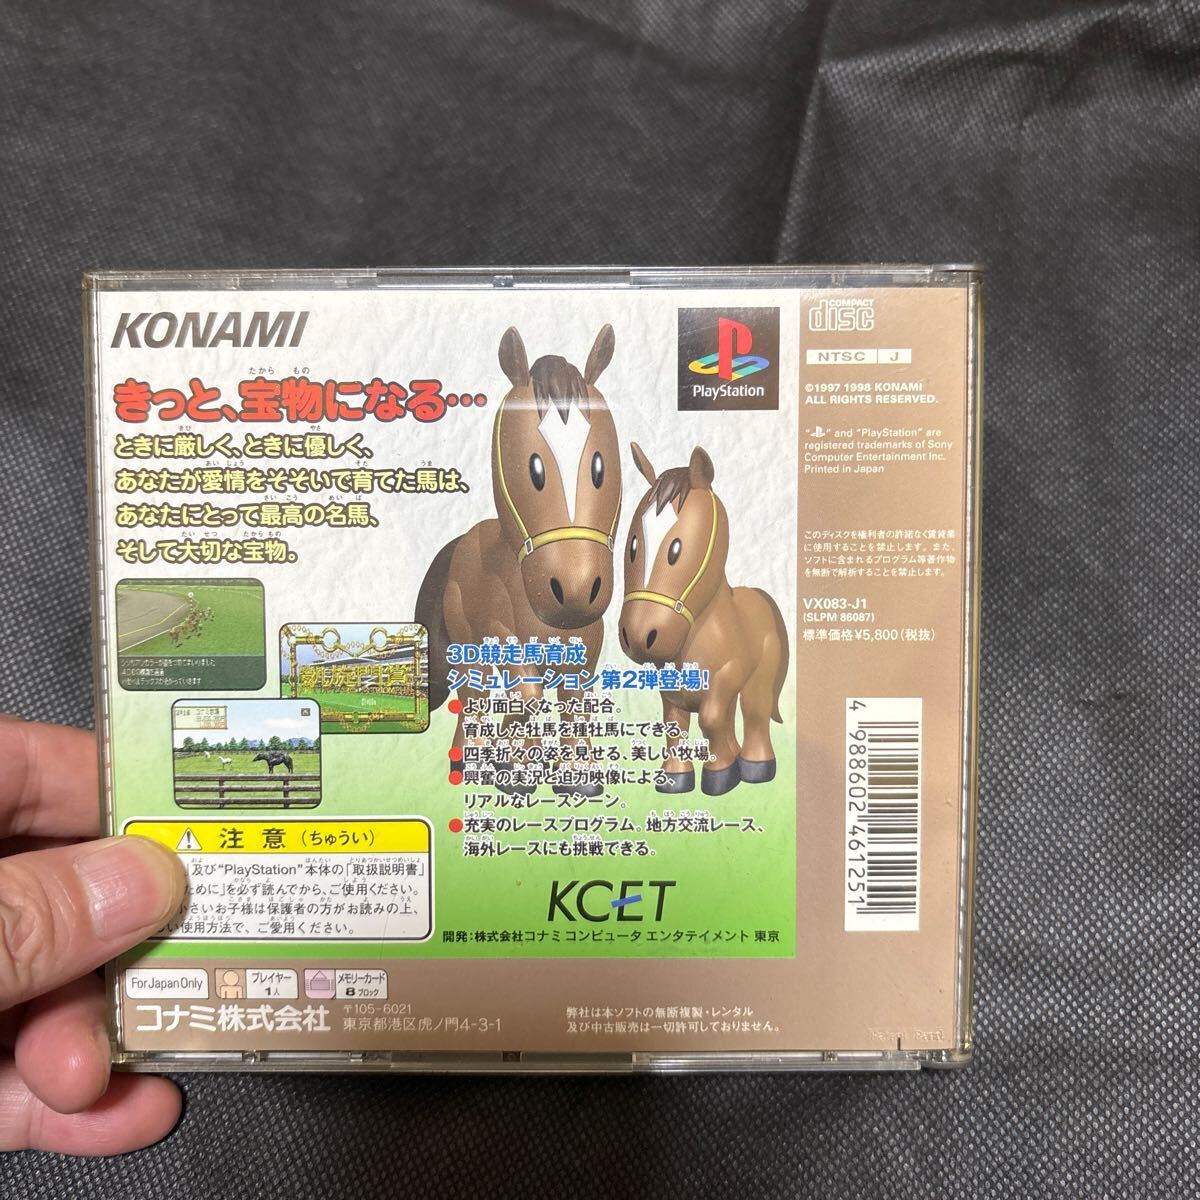 KONAMI
きっと、宝物になる…
ときに厳しく、ときに優しく、
あなたが愛情をそそいで育てた馬は、
あなたにとって最高の名馬、
そして大切な宝物。
PlayStation
COMPACT
disc
NTSC J
©1997 1998 KONAMI
ALL RIGHTS RESERVED.
" " and "PlayStation" are
registered trademarks of Sony
Computer Entertainment Inc.
Printed in Japan
このディスクを権利者の許諾なく賃貸業
に使用することを禁止します。また、
ソフトに含まれるプログラム等著作物
を無断で解析することを禁止します。
VX083-J1
(SLPM 86087)
標準価格¥5,800(税抜)
4 988602 461251
3D競走馬育成
シミュレーション第2弾登場!
●より面白くなった配合。
育成した牡馬を種牡馬にできる。
●四季折々の姿を見せる、美しい牧場。
●興奮の実況と迫力映像による、
リアルなレースシーン。
●充実のレースプログラム。地方交流レース、
海外レースにも挑戦できる。
KCET
開発:株式会社コナミコンピュータ エンタテイメント 東京
注意(ちゅうい)
」及び"PlayStation"本体の「取扱説明書」
ために」を必ず読んでから、ご使用ください。
小さいお子様は保護者の方がお読みの上、
い使用方法で、ご愛用ください。
For Japan Only
プレイヤー
1人
メモリーカード
8ブロック
コナミ株式会社
〒105-6021
東京都港区虎ノ門4-3-1
弊社は本ソフトの無断複製・レンタル
及び中古販売は一切許可しておりません。